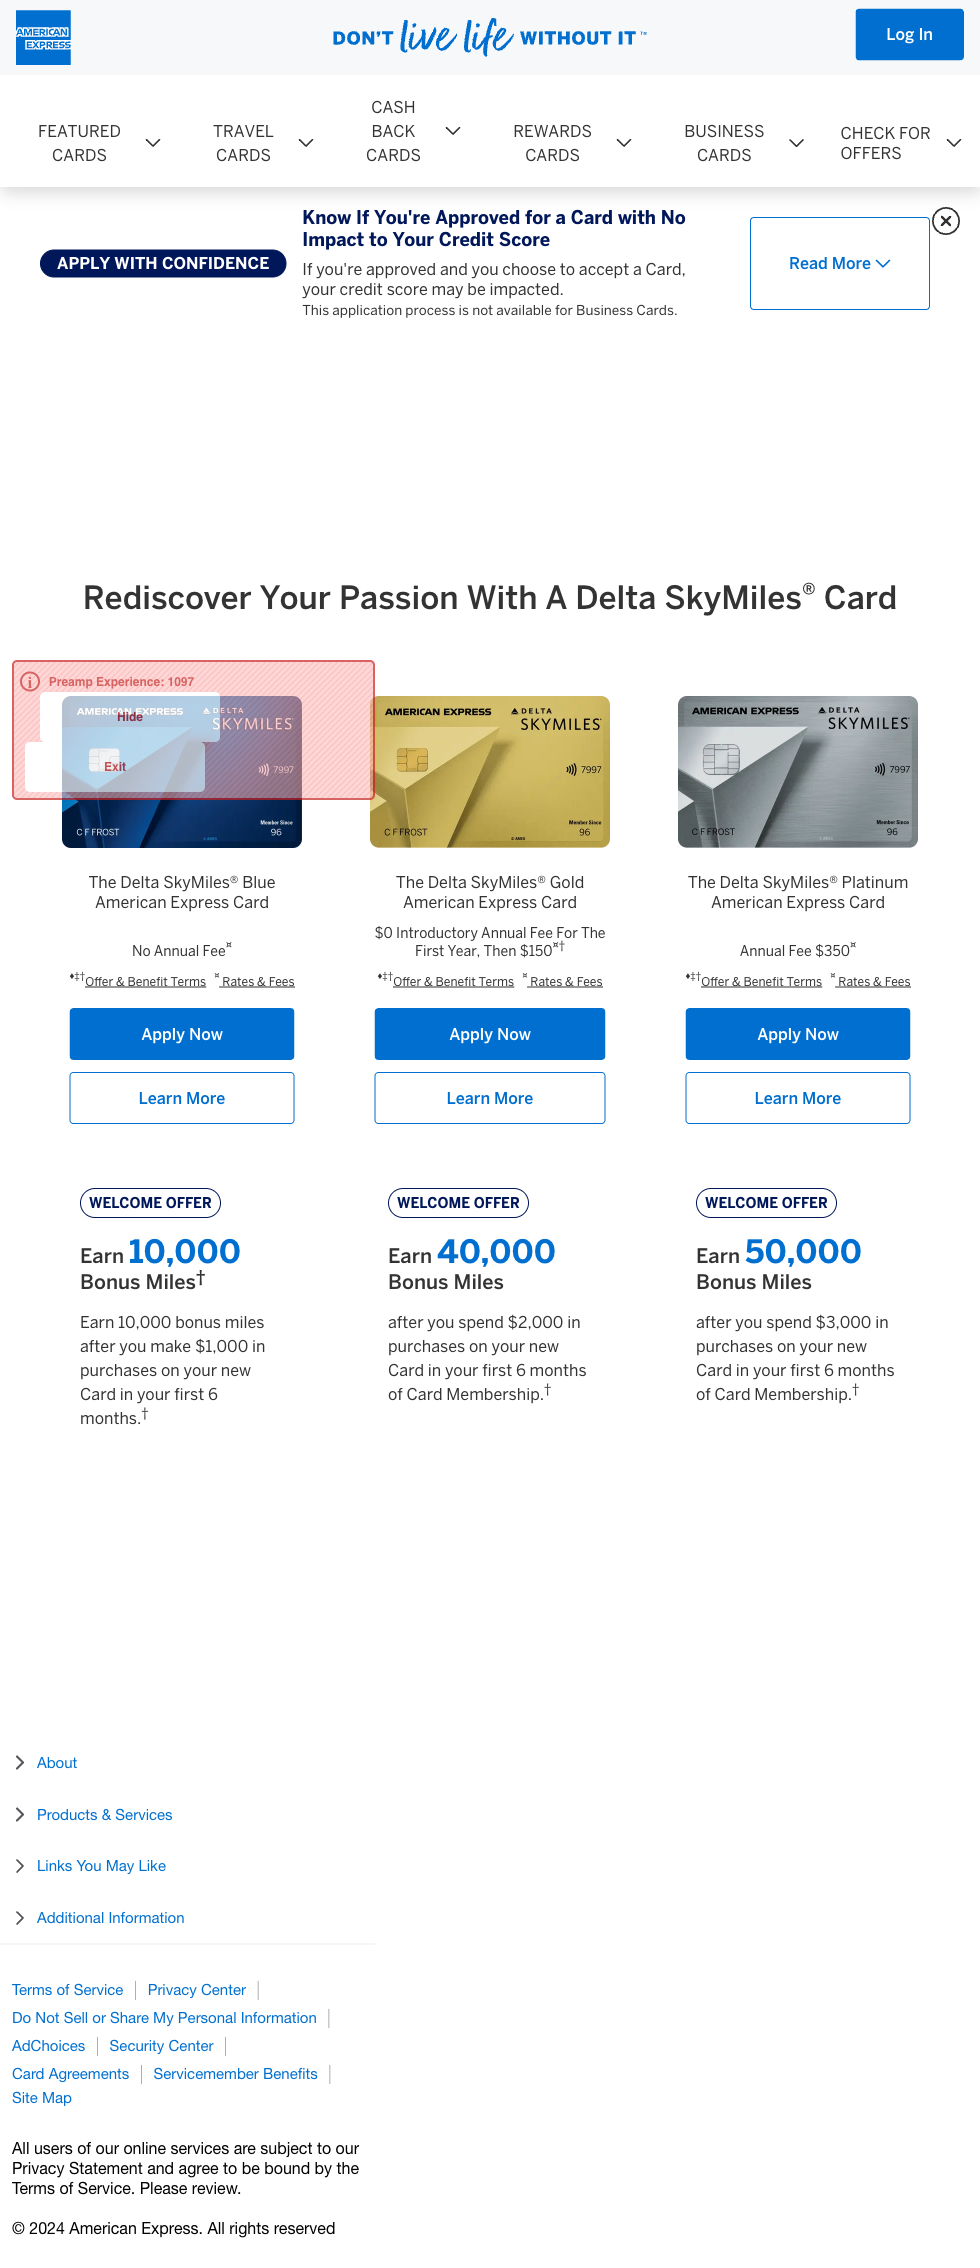 AMERICAN
EXPRESS
DON'T live life WITHOUT IT ™
Log In
FEATURED
CARDS
TRAVEL
CARDS
CASH
BACK
CARDS
REWARDS
CARDS
BUSINESS
CARDS
CHECK FOR
OFFERS
APPLY WITH CONFIDENCE
Know If You're Approved for a Card with No
Impact to Your Credit Score
If you're approved and you choose to accept a Card,
your credit score may be impacted.
This application process is not available for Business Cards.
Read More
Rediscover Your Passion With A Delta SkyMiles® Card
Preamp Experience: 1097
Hide
Exit
AMERICAN EXPRESS
DELTA
SKYMILES
7997
Member Since
C F FROST
96
© AMEX
AMERICAN EXPRESS
DELTA
SKYMILES
7997
Member Since
C F FROST
96
© AMEX
AMERICAN EXPRESS
DELTA
SKYMILES
7997
Member Since
C F FROST
96
© AMEX
The Delta SkyMiles® Blue
American Express Card
No Annual Fee¤
♦‡†Offer & Benefit Terms ¤ Rates & Fees
Apply Now
Learn More
The Delta SkyMiles® Gold
American Express Card
$0 Introductory Annual Fee For The
First Year, Then $150¤†
♦‡†Offer & Benefit Terms ¤ Rates & Fees
Apply Now
Learn More
The Delta SkyMiles® Platinum
American Express Card
Annual Fee $350¤
♦‡†Offer & Benefit Terms ¤ Rates & Fees
Apply Now
Learn More
WELCOME OFFER
Earn 10,000
Bonus Miles†
Earn 10,000 bonus miles
after you make $1,000 in
purchases on your new
Card in your first 6
months.†
WELCOME OFFER
Earn 40,000
Bonus Miles
after you spend $2,000 in
purchases on your new
Card in your first 6 months
of Card Membership.†
WELCOME OFFER
Earn 50,000
Bonus Miles
after you spend $3,000 in
purchases on your new
Card in your first 6 months
of Card Membership.†
About
Products & Services
Links You May Like
Additional Information
Terms of Service
Privacy Center
Do Not Sell or Share My Personal Information
AdChoices
Security Center
Card Agreements
Servicemember Benefits
Site Map
All users of our online services are subject to our
Privacy Statement and agree to be bound by the
Terms of Service. Please review.
© 2024 American Express. All rights reserved